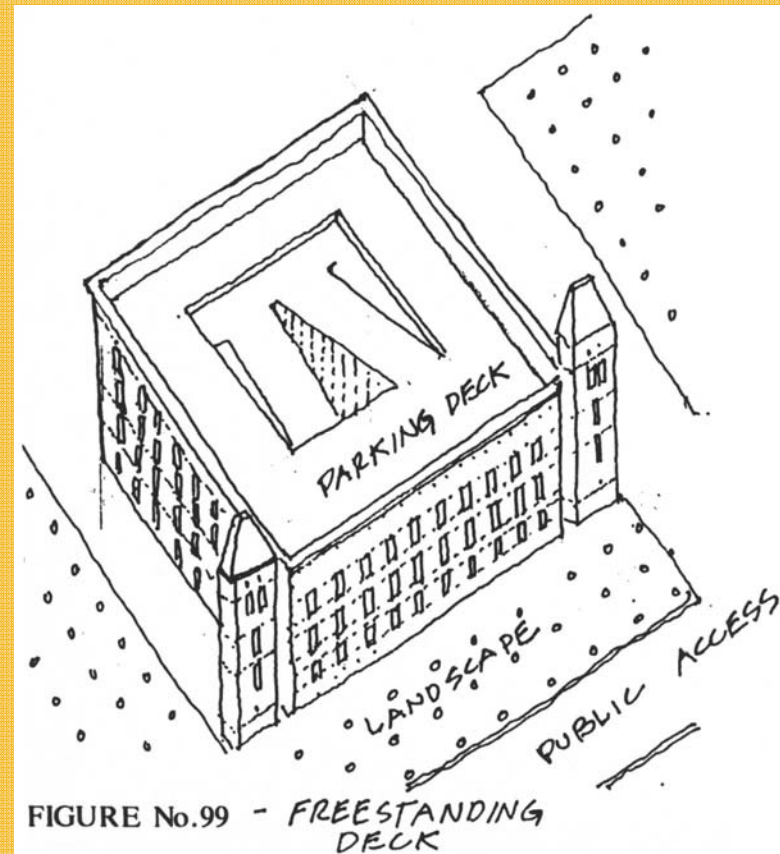 PARKING DECK
LANDSCAPE
PUBLIC ACCESS
FIGURE No.99 - FREESTANDING
DECK